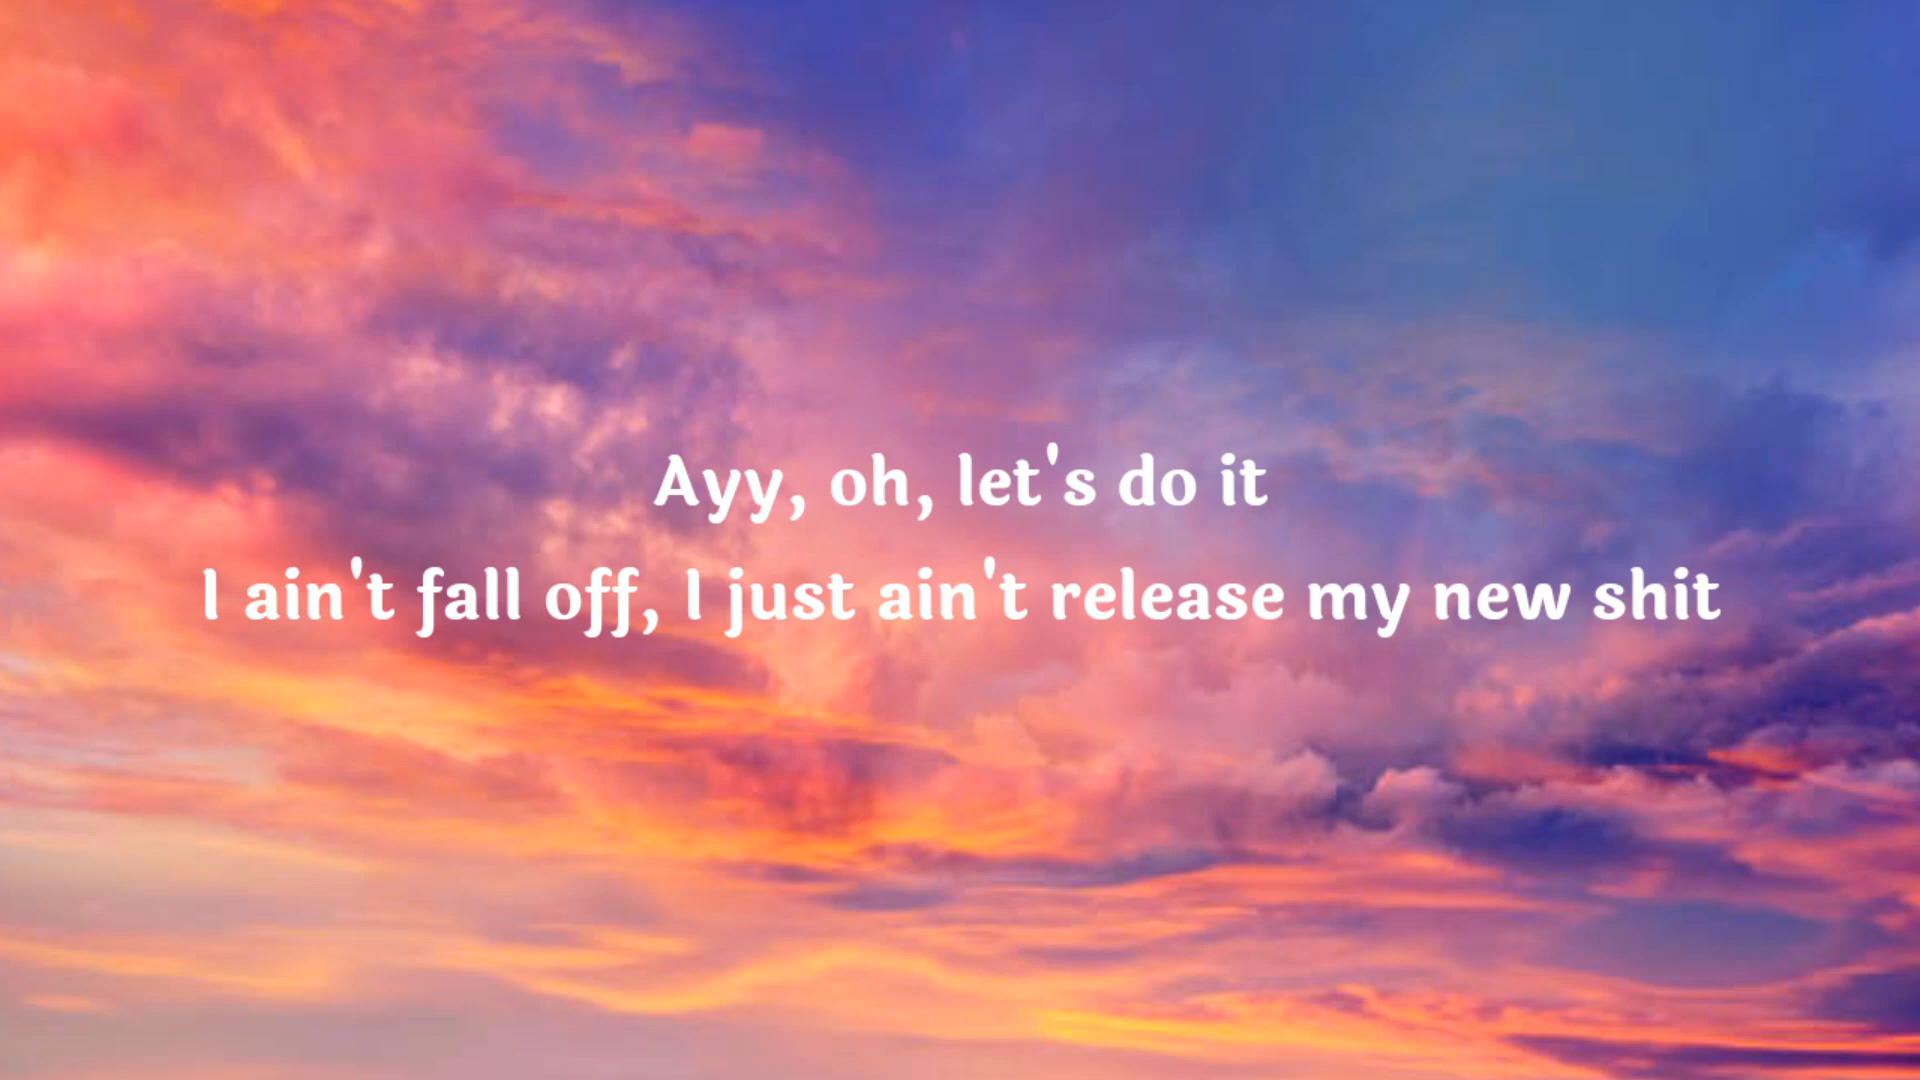 Ayy, oh, let's do it
I ain't fall off, I just ain't release my new shit